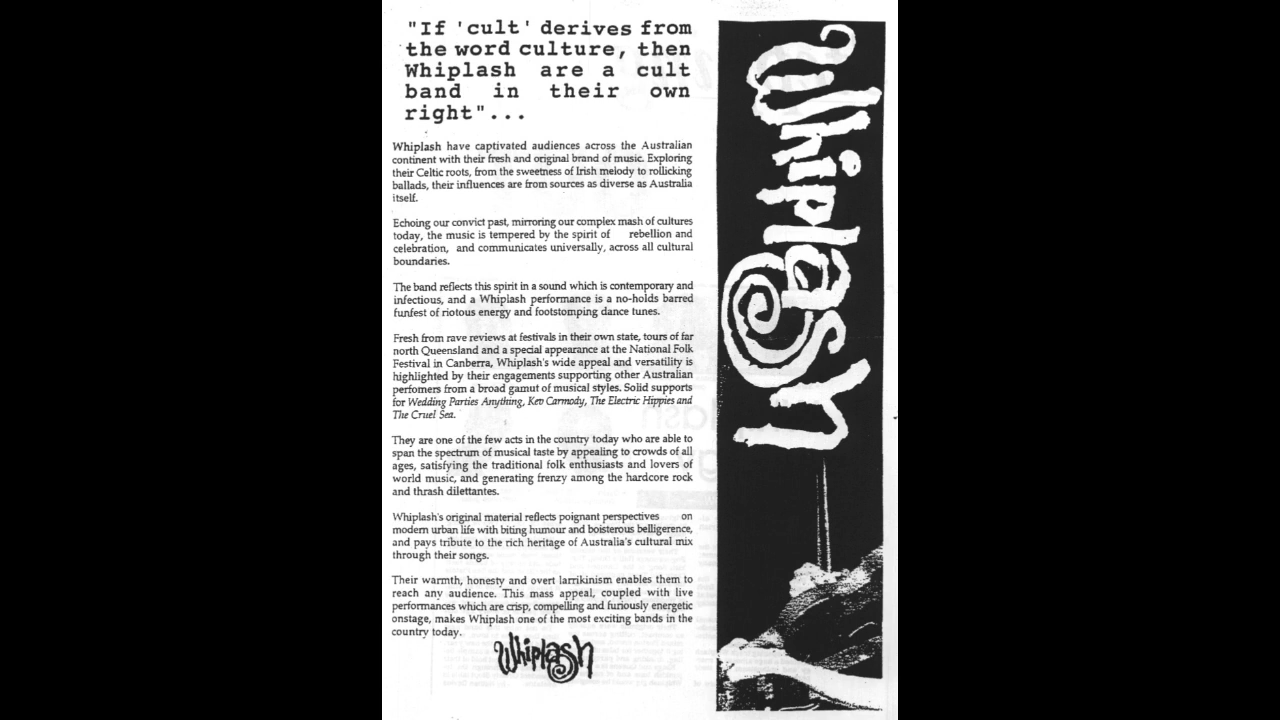 "If 'cult' derives from
the word culture, then
Whiplash are a cult
band in their own
right"...
Whiplash have captivated audiences across the Australian
continent with their fresh and original brand of music. Exploring
their Celtic roots, from the sweetness of Irish melody to rollicking
ballads, their influences are from sources as diverse as Australia
itself.
Echoing our convict past, mirroring our complex mash of cultures
today, the music is tempered by the spirit of rebellion and
celebration, and communicates universally, across all cultural
boundaries.
The band reflects this spirit in a sound which is contemporary and
infectious, and a Whiplash performance is a no-holds barred
funfest of riotous energy and footstomping dance tunes.
Fresh from rave reviews at festivals in their own state, tours of far
north Queensland and a special appearance at the National Folk
Festival in Canberra, Whiplash's wide appeal and versatility is
highlighted by their engagements supporting other Australian
perfomers from a broad gamut of musical styles. Solid supports
for Wedding Parties Anything, Kev Carmody, The Electric Hippies and
The Cruel Sea.
They are one of the few acts in the country today who are able to
span the spectrum of musical taste by appealing to crowds of all
ages, satisfying the traditional folk enthusiasts and lovers of
world music, and generating frenzy among the hardcore rock
and thrash dilettantes.
Whiplash's original material reflects poignant perspectives on
modern urban life with biting humour and boisterous belligerence,
and pays tribute to the rich heritage of Australia's cultural mix
through their songs.
Their warmth, honesty and overt larrikinism enables them to
reach any audience. This mass appeal, coupled with live
performances which are crisp, compelling and furiously energetic
onstage, makes Whiplash one of the most exciting bands in the
country today.
Whiplash
Whiplash